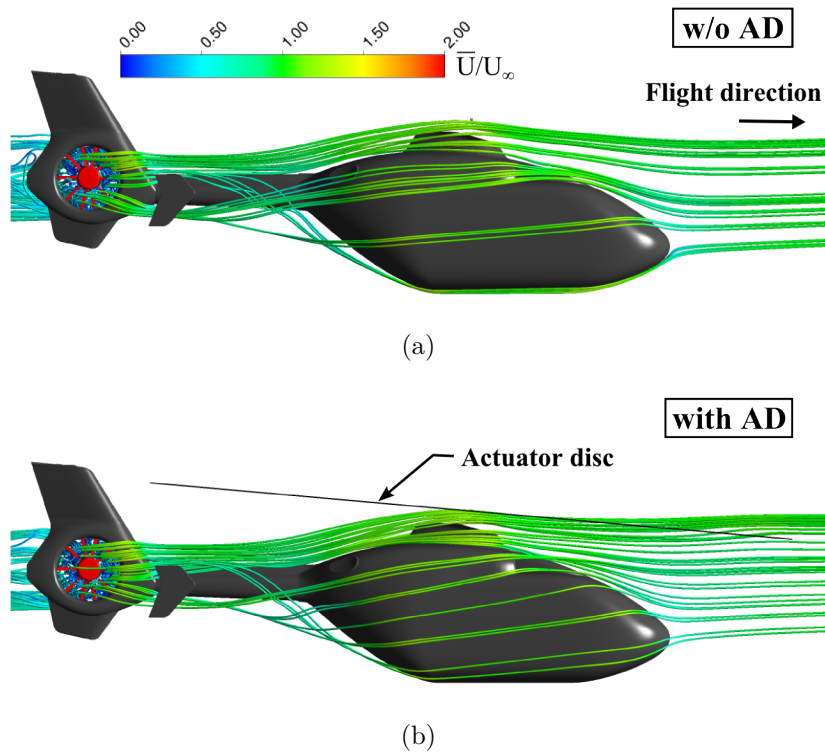 w/o AD
0.00 0.50 1.00 1.50 2.00
U̅/U∞
Flight direction
(a)
with AD
Actuator disc
(b)